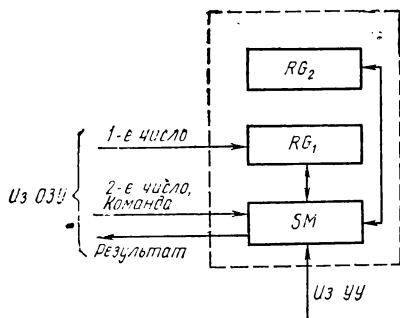 RG₂
1-е число
RG₁
Из ОЗУ
2-е число,
Команда
SM
Результат
Из УУ